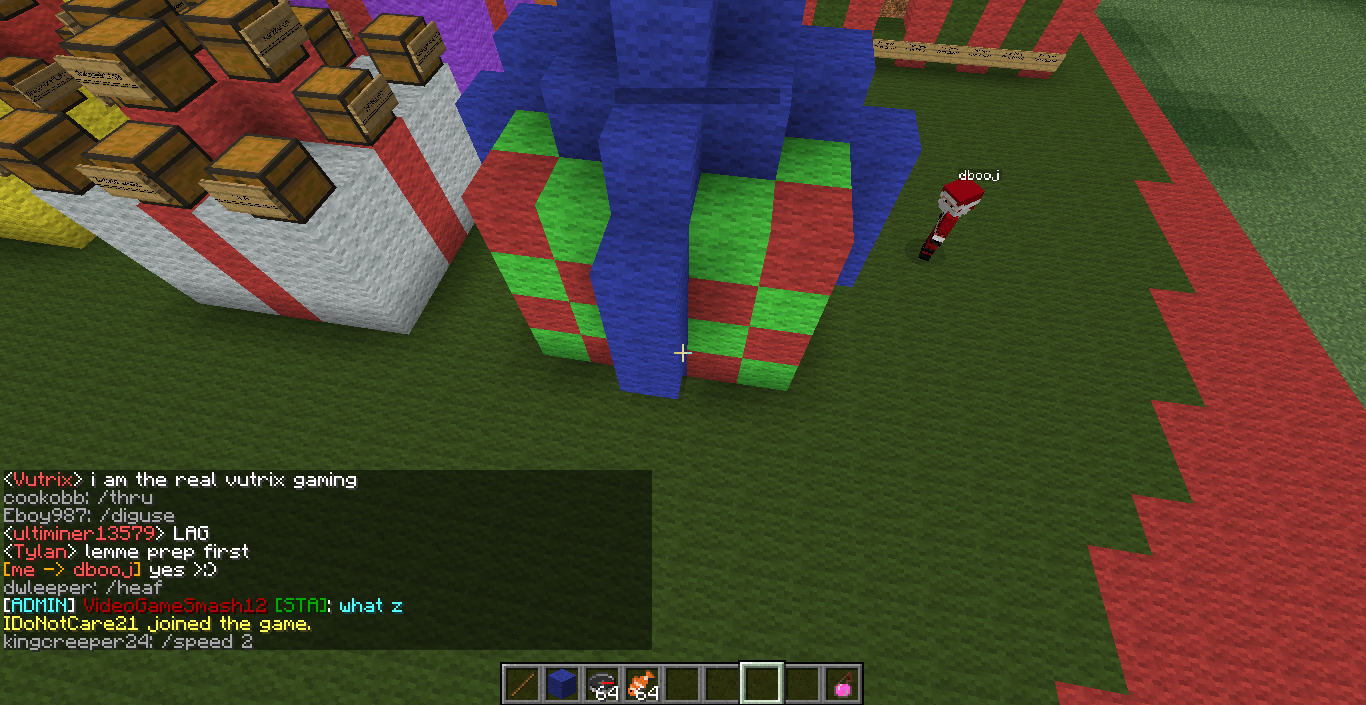 dbooj
<Vutrix> i am the real vutrix gaming
cookobb: /thru
Eboy987: /diguse
<ultiminer13579> LAG
<Tylan> lemme prep first
[me -> dbooj] yes >:)
dwleeper: /heaf
[ADMIN] VideoGameSmash12 [STA]: what z
IDoNotCare21 joined the game.
kingcreeper24: /speed 2
64 64